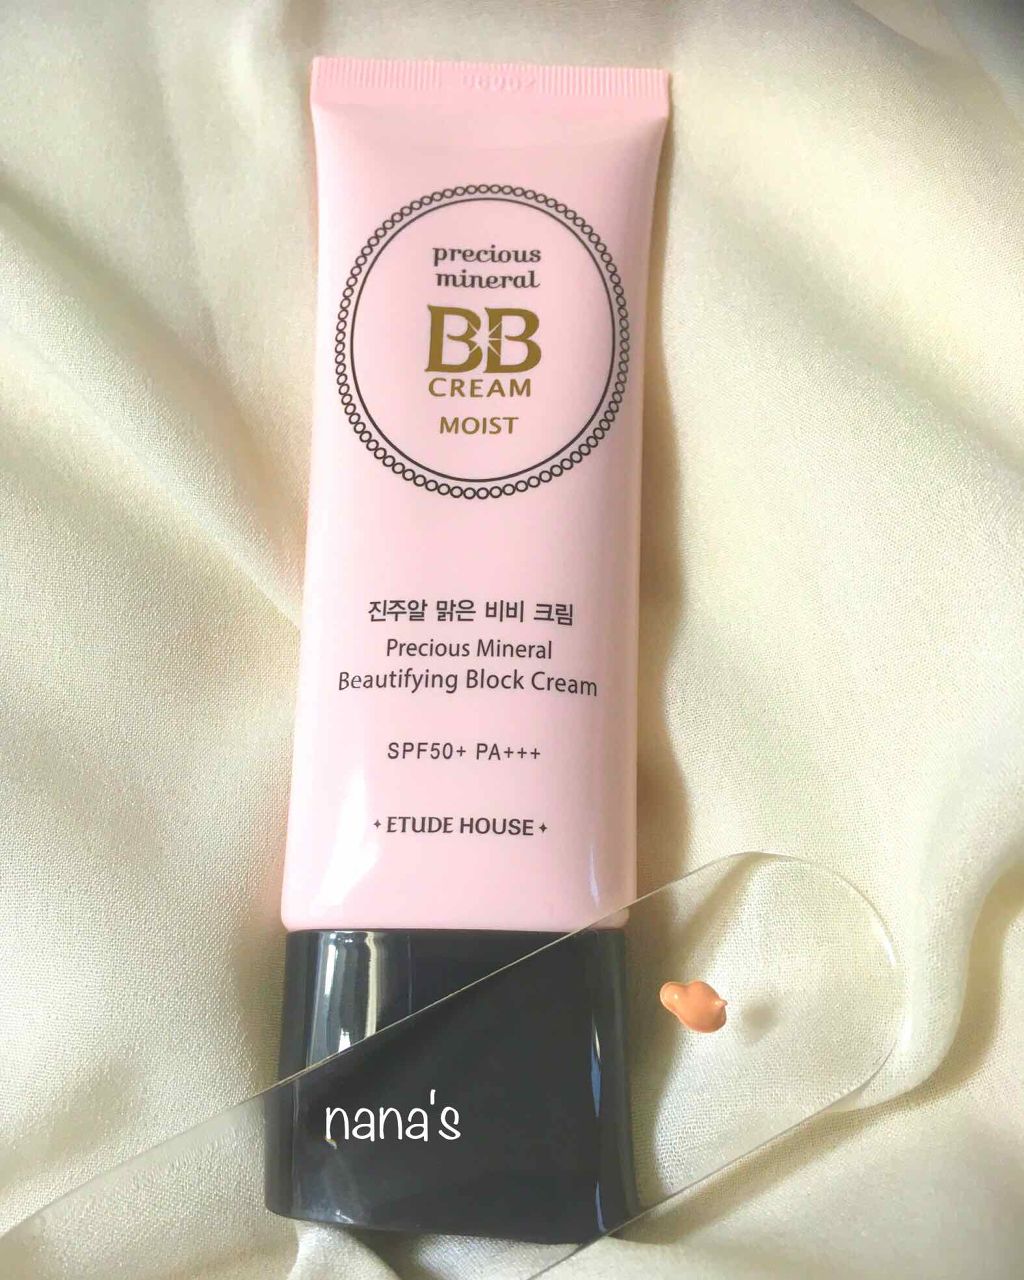 precious
mineral
BB
CREAM
MOIST
진주알 맑은 비비 크림
Precious Mineral
Beautifying Block Cream
SPF50+ PA+++
ETUDE HOUSE
nana's